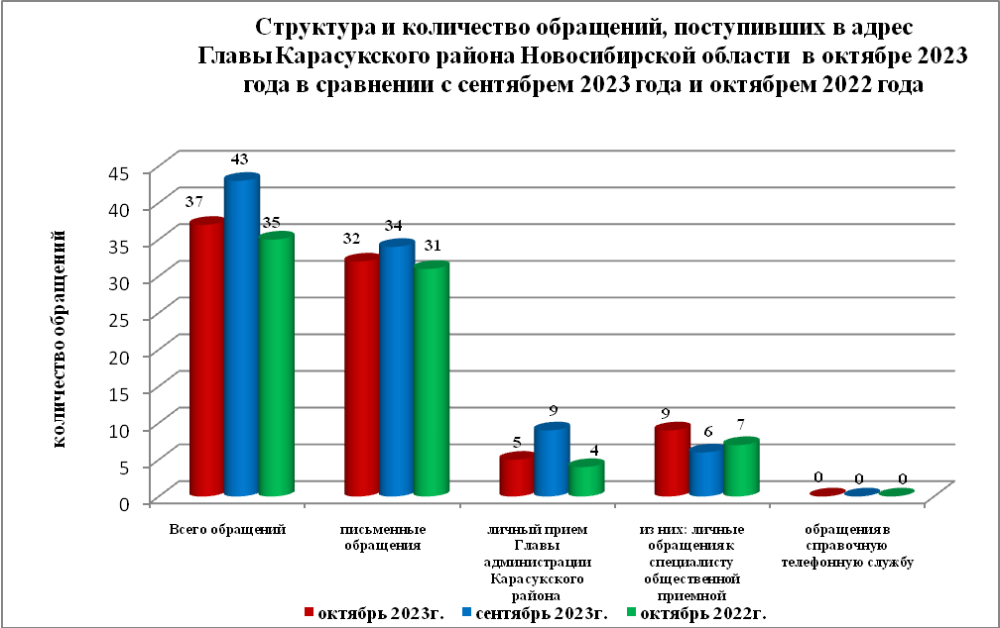 Структура и количество обращений, поступивших в адрес
Главы Карасукского района Новосибирской области в октябре 2023
года в сравнении с сентябрем 2023 года и октябрем 2022 года
количество обращений
45
40
35
30
25
20
15
10
5
0
37
43
35
32
34
31
5
9
4
9
6
7
0
0
0
Всего обращений
письменные
обращения
личный прием
Главы
администрации
Карасукского
района
из них: личные
обращения к
специалисту
общественной
приемной
обращения в
справочную
телефонную службу
октябрь 2023г.
сентябрь 2023г.
октябрь 2022г.